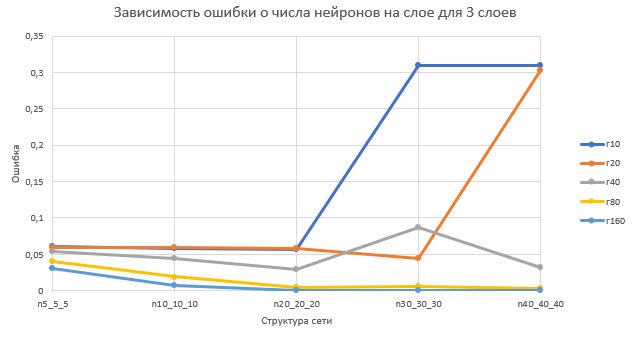 Зависимость ошибки о числа нейронов на слое для 3 слоев
0,35
0,3
0,25
0,2
0,15
0,1
0,05
0
Ошибка
n5_5_5
n10_10_10
n20_20_20
n30_30_30
n40_40_40
Структура сети
r10
r20
r40
r80
r160